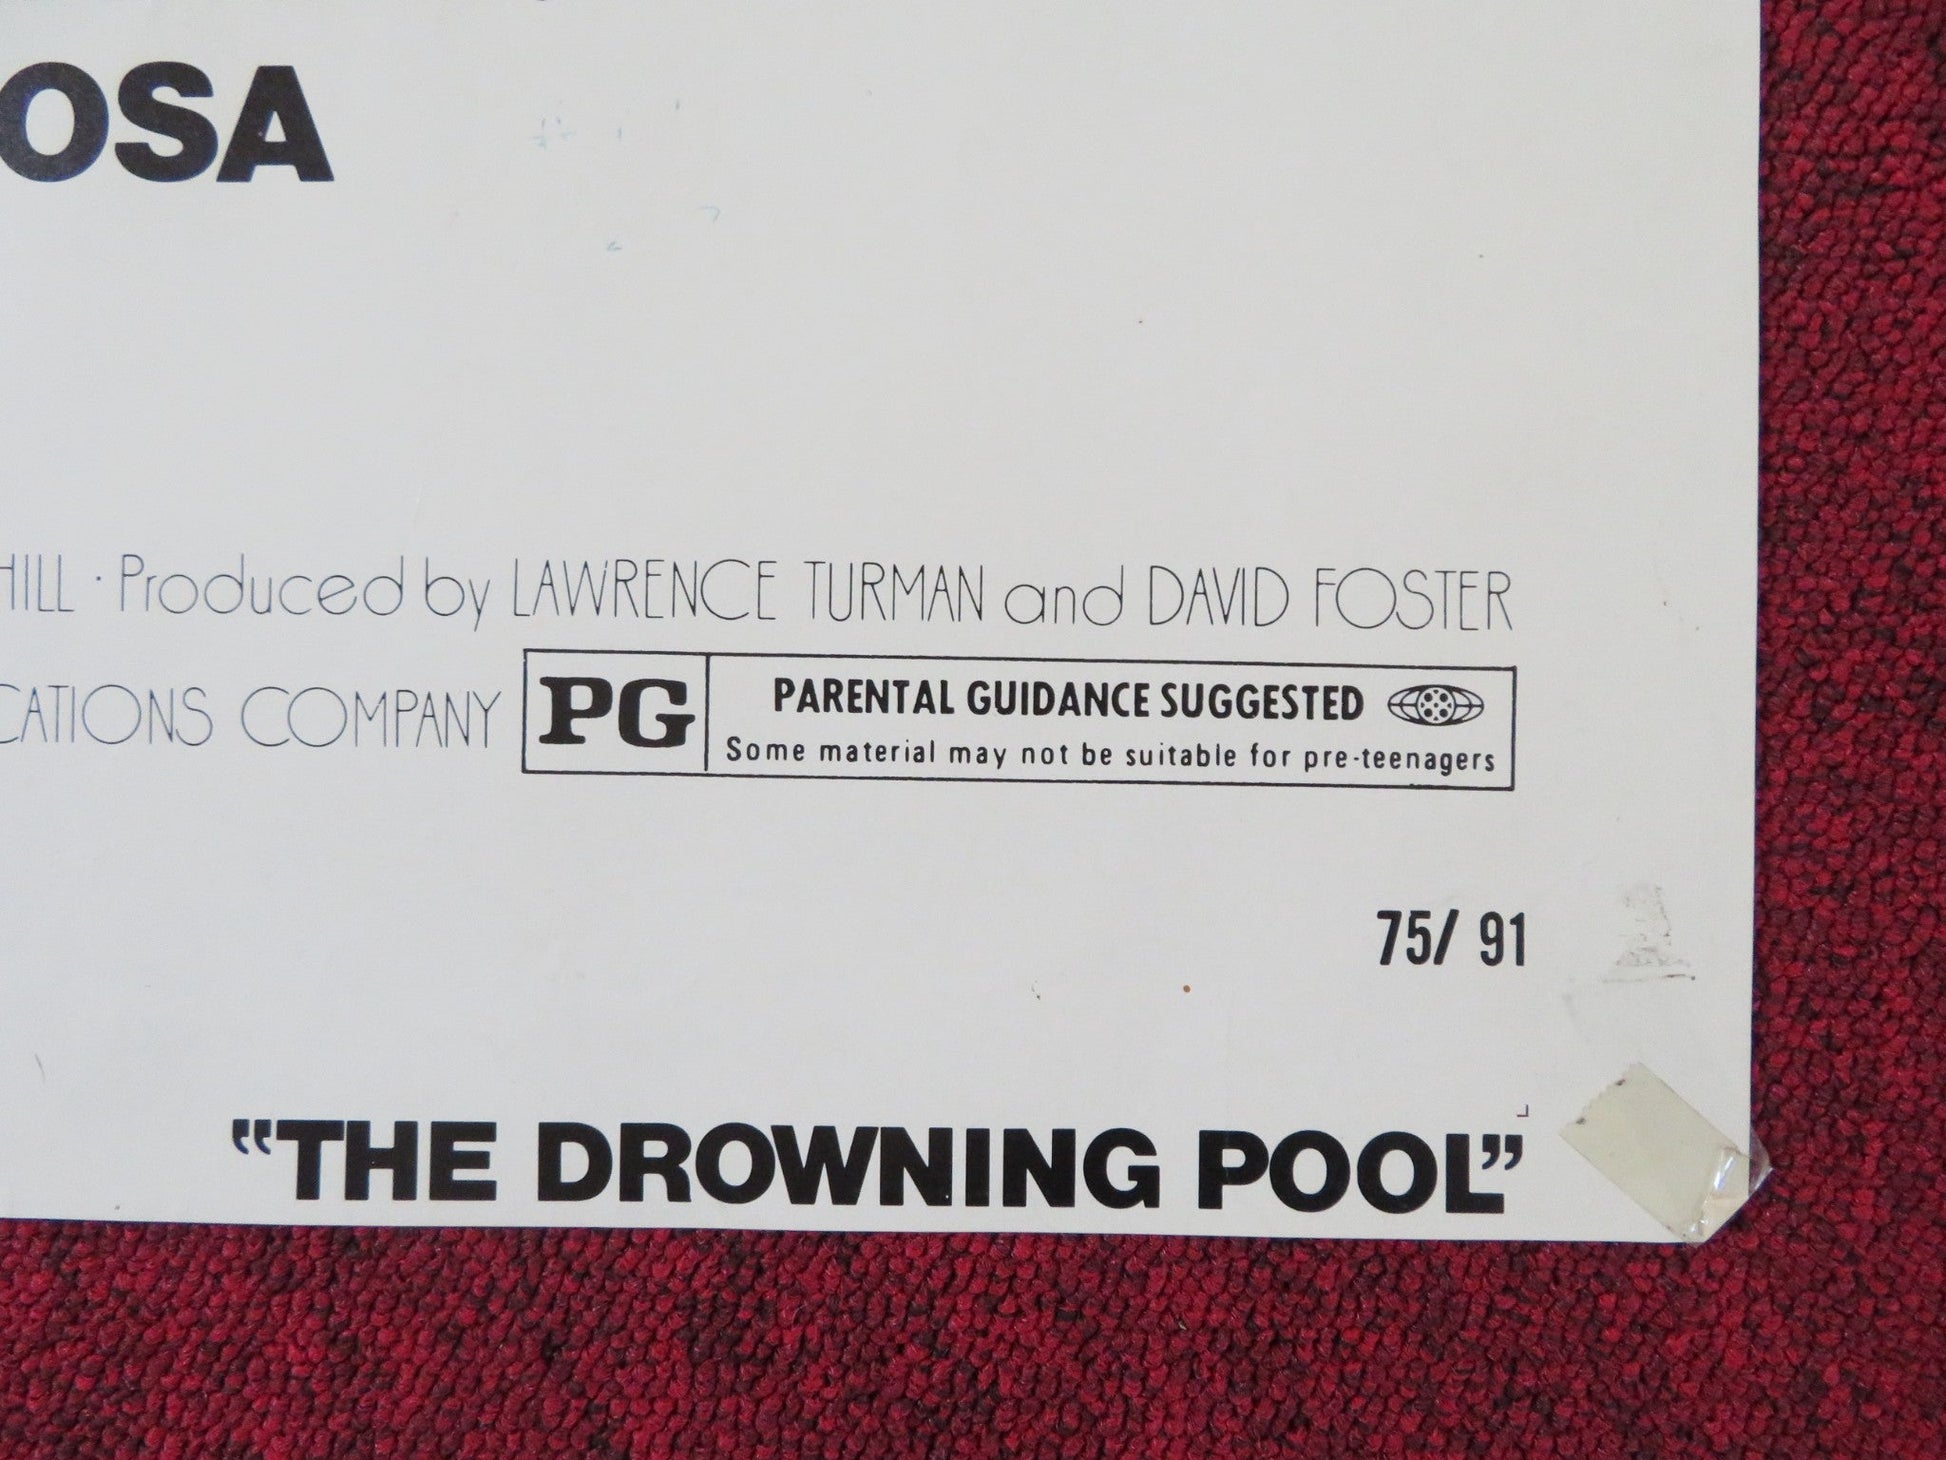 OSA
HILL · Produced by LAWRENCE TURMAN and DAVID FOSTER
CATIONS COMPANY
PG
PARENTAL GUIDANCE SUGGESTED
Some material may not be suitable for pre-teenagers
75/ 91
"THE DROWNING POOL"